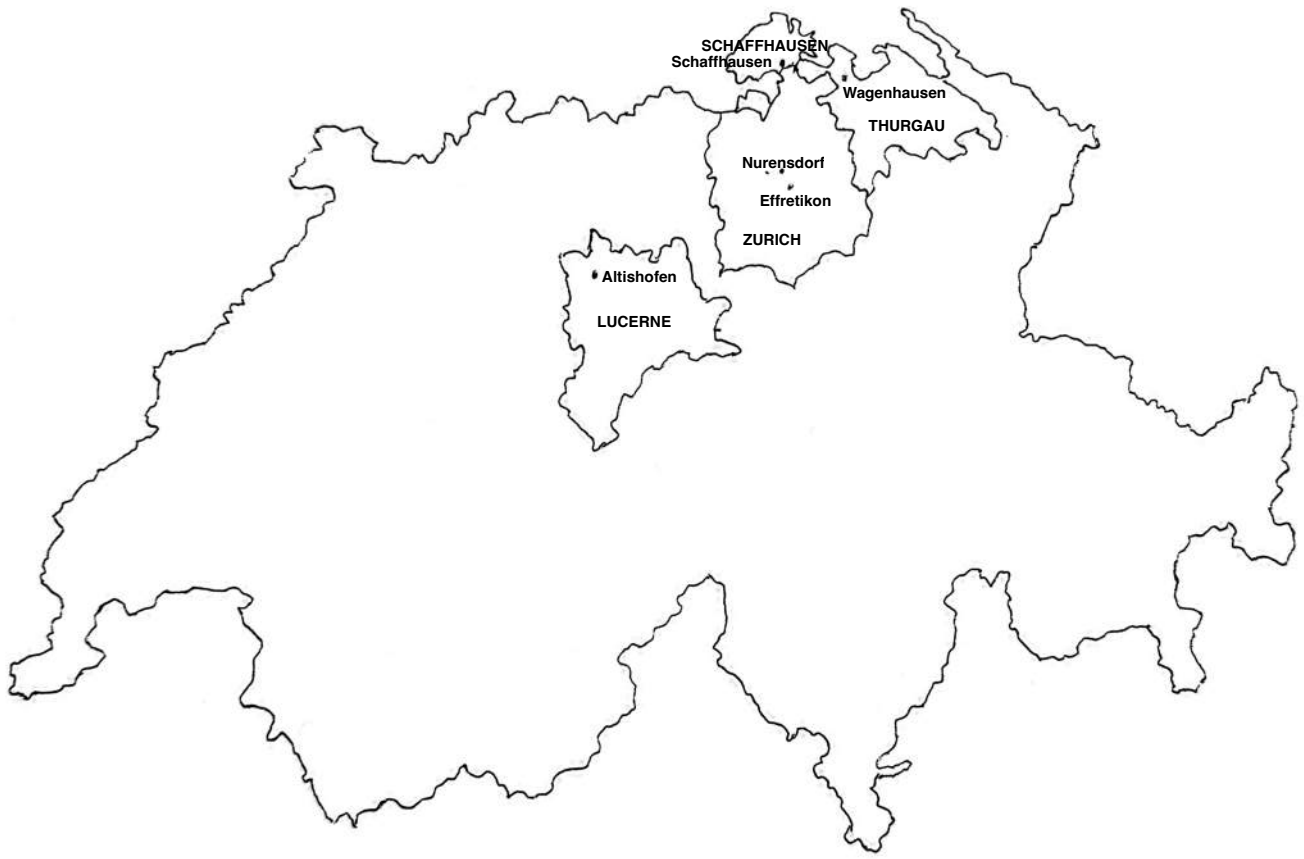 SCHAFFHAUSEN
Schaffhausen
Wagenhausen
THURGAU
Nurensdorf
Effretikon
ZURICH
Altishofen
LUCERNE